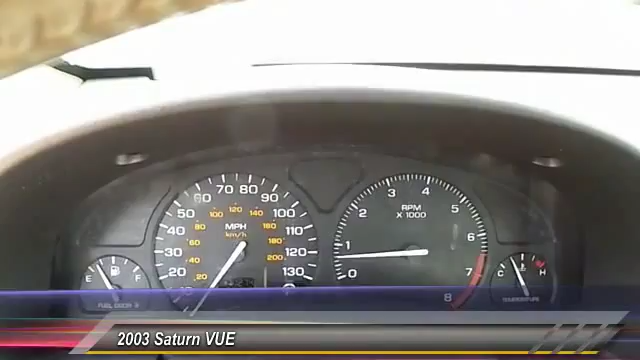 60 70 80
50 90
40 100
30 110
20 120
10 130
100 120 140
80 160
60 180
40 200
20
MPH
km/h
3 4
2 5
1 6
0 7
8
RPM
X 1000
E F
FUEL DOOR
C H
TEMPERATURE
2003 Saturn VUE